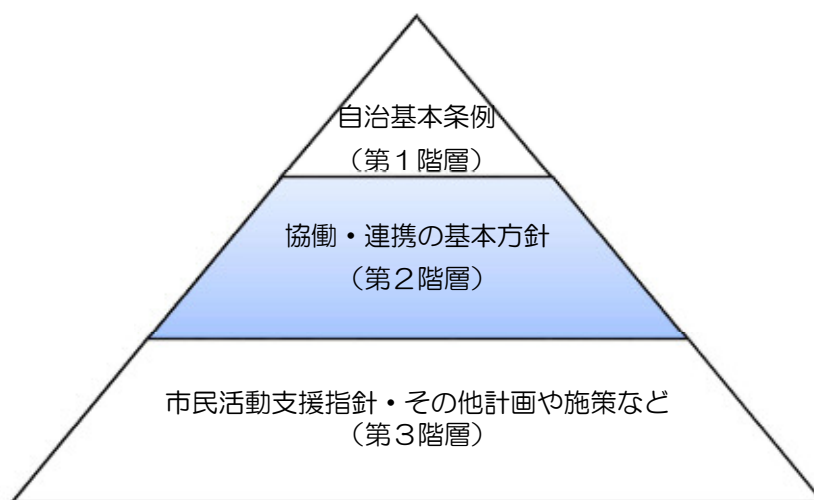 自治基本条例
（第１階層）
協働・連携の基本方針
（第２階層）
市民活動支援指針・その他計画や施策など
（第３階層）